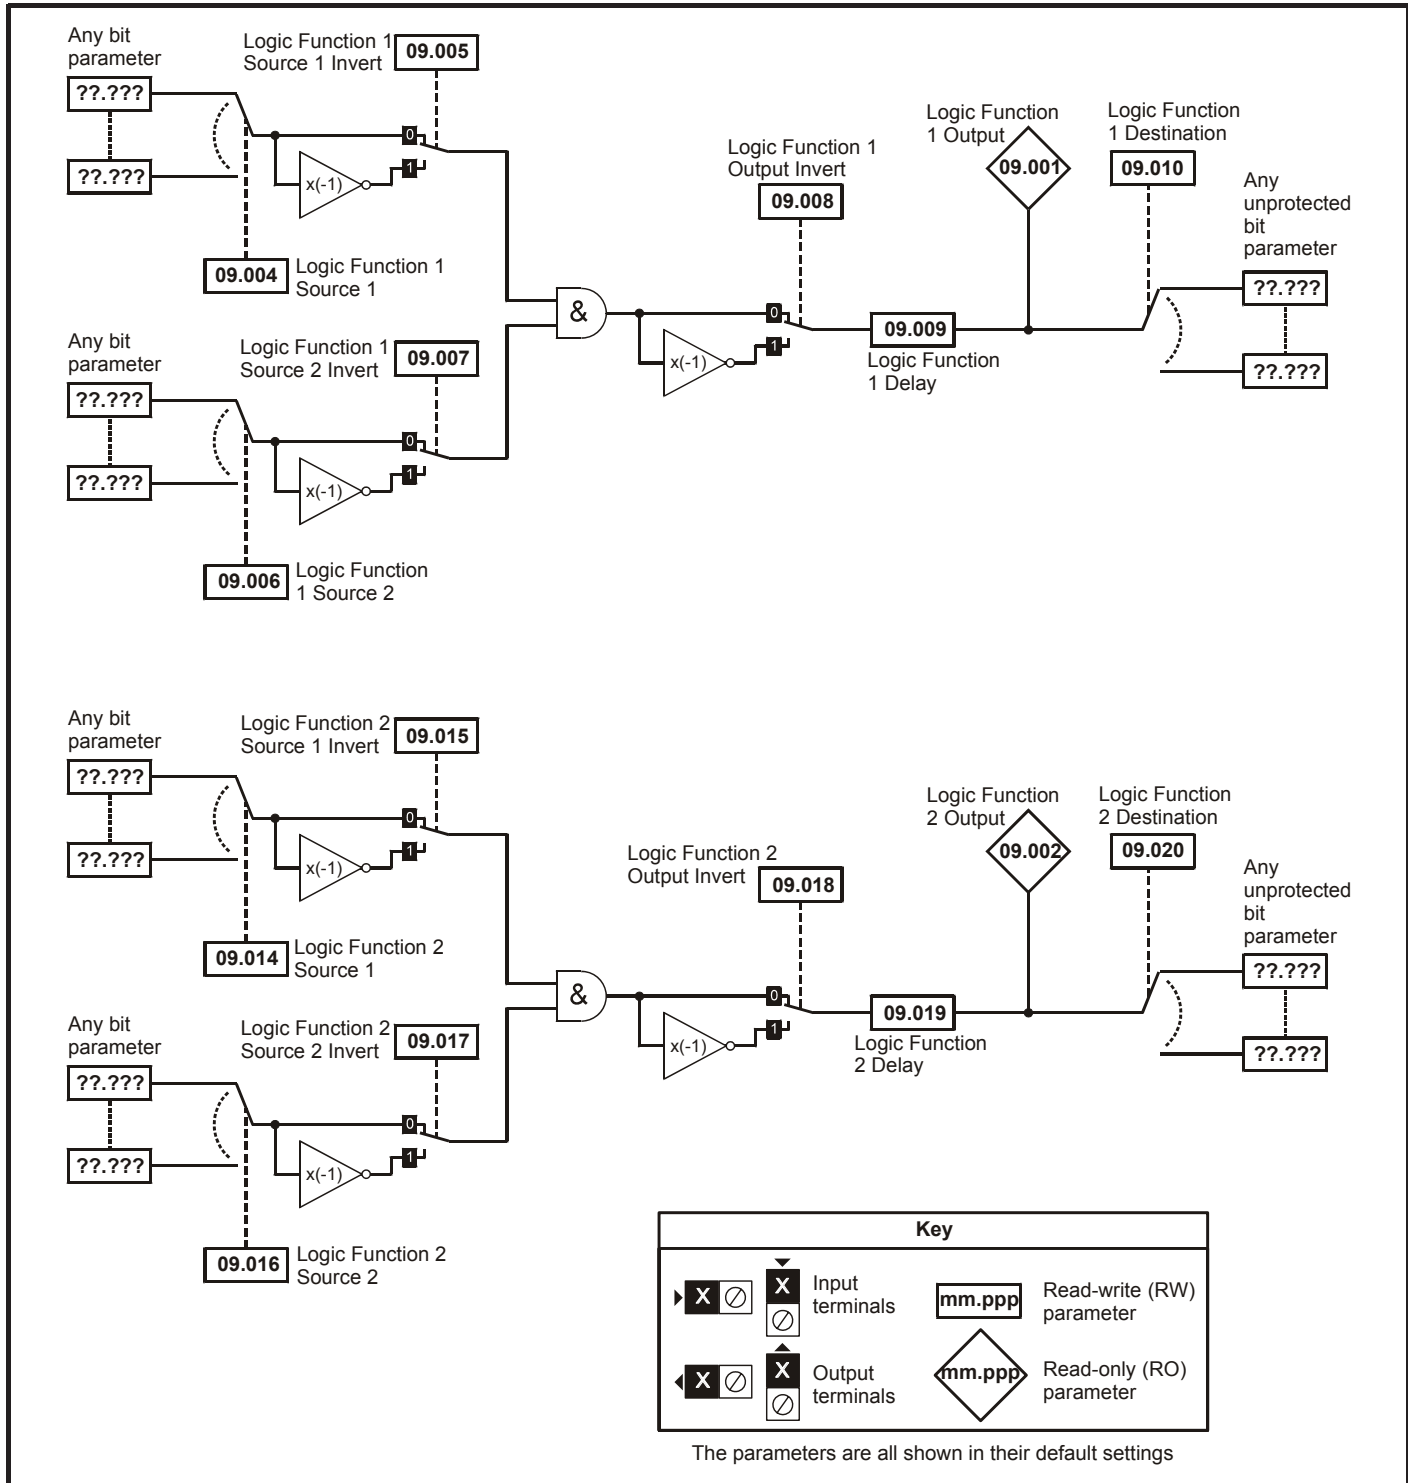 Any bit
parameter
??.???
??.???
Logic Function 1
Source 1 Invert
09.005
0
1
x(-1)
09.004
Logic Function 1
Source 1
Any bit
parameter
??.???
??.???
Logic Function 1
Source 2 Invert
09.007
0
1
x(-1)
09.006
Logic Function
1 Source 2
&
x(-1)
Logic Function 1
Output Invert
09.008
0
1
09.009
Logic Function
1 Delay
Logic Function
1 Output
09.001
Logic Function
1 Destination
09.010
Any
unprotected
bit
parameter
??.???
??.???
Any bit
parameter
??.???
??.???
Logic Function 2
Source 1 Invert
09.015
0
1
x(-1)
09.014
Logic Function 2
Source 1
Any bit
parameter
??.???
??.???
Logic Function 2
Source 2 Invert
09.017
0
1
x(-1)
09.016
Logic Function 2
Source 2
&
x(-1)
Logic Function 2
Output Invert
09.018
0
1
09.019
Logic Function
2 Delay
Logic Function
2 Output
09.002
Logic Function
2 Destination
09.020
Any
unprotected
bit
parameter
??.???
??.???
Key
X
X
Input
terminals
mm.ppp
Read-write (RW)
parameter
X
X
Output
terminals
mm.ppp
Read-only (RO)
parameter
The parameters are all shown in their default settings